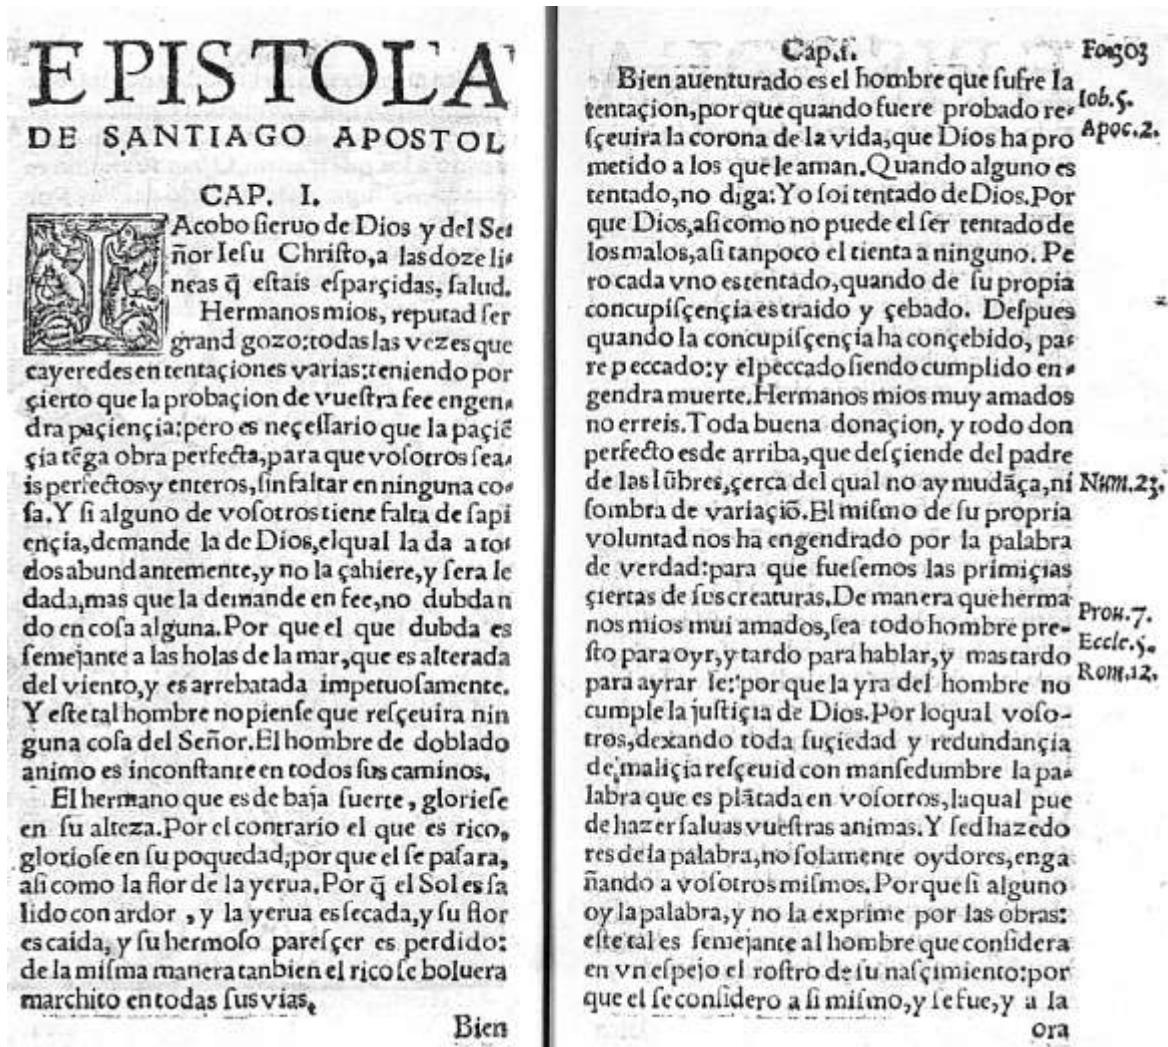 EPISTOLA
DE SANTIAGO APOSTOL
CAP. I.
IAcobo ſieruo de Dios y del Se-
ñor Ieſu Chriſto, a las doze li-
neas q̃ eſtais eſparçidas, ſalud.
Hermanos mios, reputad ſer
grand gozo: todas las vezes que
cayeredes en tentaçiones varias: teniendo por
çierto que la probaçion de vueſtra fee engen-
dra paçiençia: pero es neçeſſario que la paçiẽ
çia tẽga obra perfecta, para que voſotros ſea-
is perfectos y enteros, ſin faltar en ninguna co-
ſa. Y ſi alguno de voſotros tiene falta de ſapi
ençia, demande la de Dios, elqual la da a to-
dos abundantemente, y no la çahiere, y ſera le
dada, mas que la demande en fee, no dubdan
do en coſa alguna. Por que el que dubda es
ſemejante a las holas de la mar, que es alterada
del viento, y es arrebatada impetuoſamente.
Y eſte tal hombre no pienſe que reſçeuira nin
guna coſa del Señor. El hombre de doblado
animo es inconſtante en todos ſus caminos.
El hermano que es de baja ſuerte, glorieſe
en ſu alteza. Por el contrario el que es rico,
glorioſe en ſu poquedad; por que el ſe paſara,
aſi como la flor de la yerua. Por q̃ el Sol es ſa
lido con ardor, y la yerua es ſecada, y ſu flor
es caida, y ſu hermoſo pareſçer es perdido:
de la miſma manera tanbien el rico ſe boluera
marchito en todas ſus vias.
Bien
Cap. I.
Fo.303
Bien auenturado es el hombre que ſufre la
tentaçion, por que quando fuere probado re-
ſçeuira la corona de la vida, que Dios ha pro
metido a los que le aman. Quando alguno es
tentado, no diga: Yo ſoi tentado de Dios. Por
que Dios, aſi como no puede el ſer tentado de
los malos, aſi tanpoco el tienta a ninguno. Pe
ro cada vno es tentado, quando de ſu propia
concupiſçençia es traido y çebado. Deſpues
quando la concupiſçençia ha conçebido, pa-
re peccado: y el peccado ſiendo cumplido en-
gendra muerte. Hermanos mios muy amados
no erreis. Toda buena donaçion, y todo don
perfecto es de arriba, que deſçiende del padre
de las lũbres, çerca del qual no ay mudãça, ni
ſombra de variaçiõ. El miſmo de ſu propria
voluntad nos ha engendrado por la palabra
de verdad: para que fueſemos las primiçias
çiertas de ſus creaturas. De manera que herma
nos mios mui amados, ſea todo hombre pre-
ſto para oyr, y tardo para hablar, y mas tardo
para ayrar ſe: por que la yra del hombre no
cumple la juſtiçia de Dios. Por loqual voſo-
tros, dexando toda ſuçiedad y redundançia
de maliçia reſçeuid con manſedumbre la pa-
labra que es plãtada en voſotros, laqual pue
de hazer ſaluas vueſtras animas. Y ſed hazedo
res de la palabra, no ſolamente oydores, enga
ñando a voſotros miſmos. Porque ſi alguno
oy la palabra, y no la exprime por las obras:
eſte tal es ſemejante al hombre que conſidera
en vn eſpejo el roſtro de ſu naſçimiento: por
que el ſe conſidero a ſi miſmo, y ſe fue, y a la
ora
Iob.5.
Apoc.2.
Num.23.
Prou.7.
Eccle.5.
Rom.12.